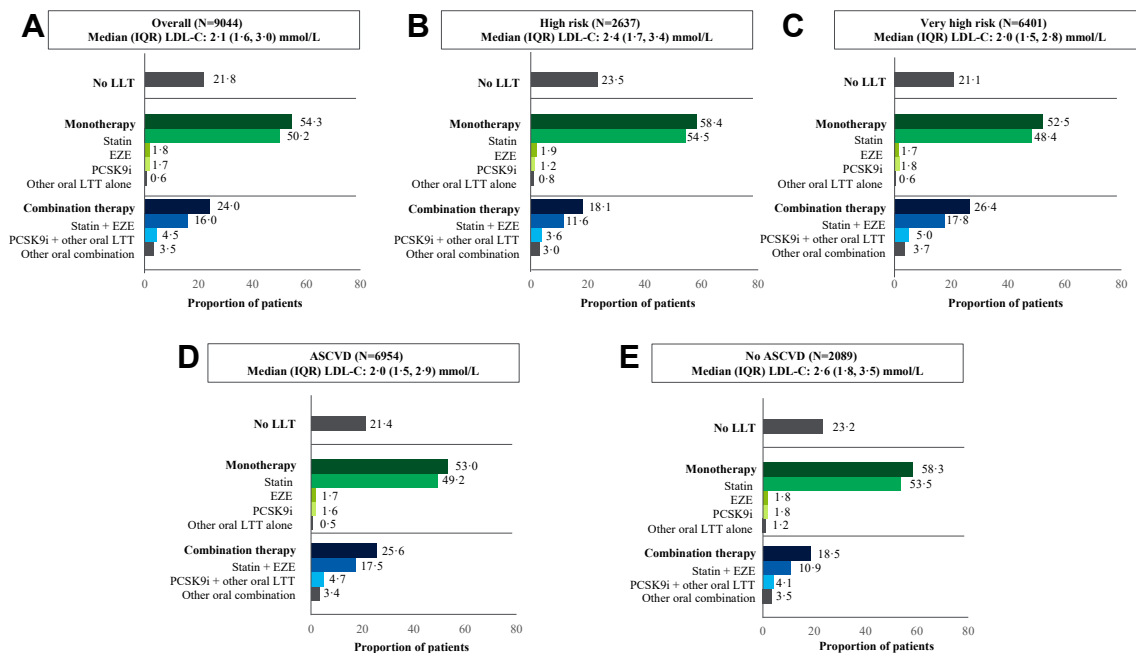 A
Overall (N=9044)
Median (IQR) LDL-C: 2·1 (1·6, 3·0) mmol/L
No LLT
21·8
Monotherapy
54·3
Statin
50·2
EZE
1·8
PCSK9i
1·7
Other oral LTT alone
0·6
Combination therapy
24·0
Statin + EZE
16·0
PCSK9i + other oral LTT
4·5
Other oral combination
3·5
0 20 40 60 80
Proportion of patients
B
High risk (N=2637)
Median (IQR) LDL-C: 2·4 (1·7, 3·4) mmol/L
No LLT
23·5
Monotherapy
58·4
Statin
54·5
EZE
1·9
PCSK9i
1·2
Other oral LTT alone
0·8
Combination therapy
18·1
Statin + EZE
11·6
PCSK9i + other oral LTT
3·6
Other oral combination
3·0
0 20 40 60 80
Proportion of patients
C
Very high risk (N=6401)
Median (IQR) LDL-C: 2·0 (1·5, 2·8) mmol/L
No LLT
21·1
Monotherapy
52·5
Statin
48·4
EZE
1·7
PCSK9i
1·8
Other oral LTT alone
0·6
Combination therapy
26·4
Statin + EZE
17·8
PCSK9i + other oral LTT
5·0
Other oral combination
3·7
0 20 40 60 80
Proportion of patients
D
ASCVD (N=6954)
Median (IQR) LDL-C: 2·0 (1·5, 2·9) mmol/L
No LLT
21·4
Monotherapy
53·0
Statin
49·2
EZE
1·7
PCSK9i
1·6
Other oral LTT alone
0·5
Combination therapy
25·6
Statin + EZE
17·5
PCSK9i + other oral LTT
4·7
Other oral combination
3·4
0 20 40 60 80
Proportion of patients
E
No ASCVD (N=2089)
Median (IQR) LDL-C: 2·6 (1·8, 3·5) mmol/L
No LLT
23·2
Monotherapy
58·3
Statin
53·5
EZE
1·8
PCSK9i
1·8
Other oral LTT alone
1·2
Combination therapy
18·5
Statin + EZE
10·9
PCSK9i + other oral LTT
4·1
Other oral combination
3·5
0 20 40 60 80
Proportion of patients